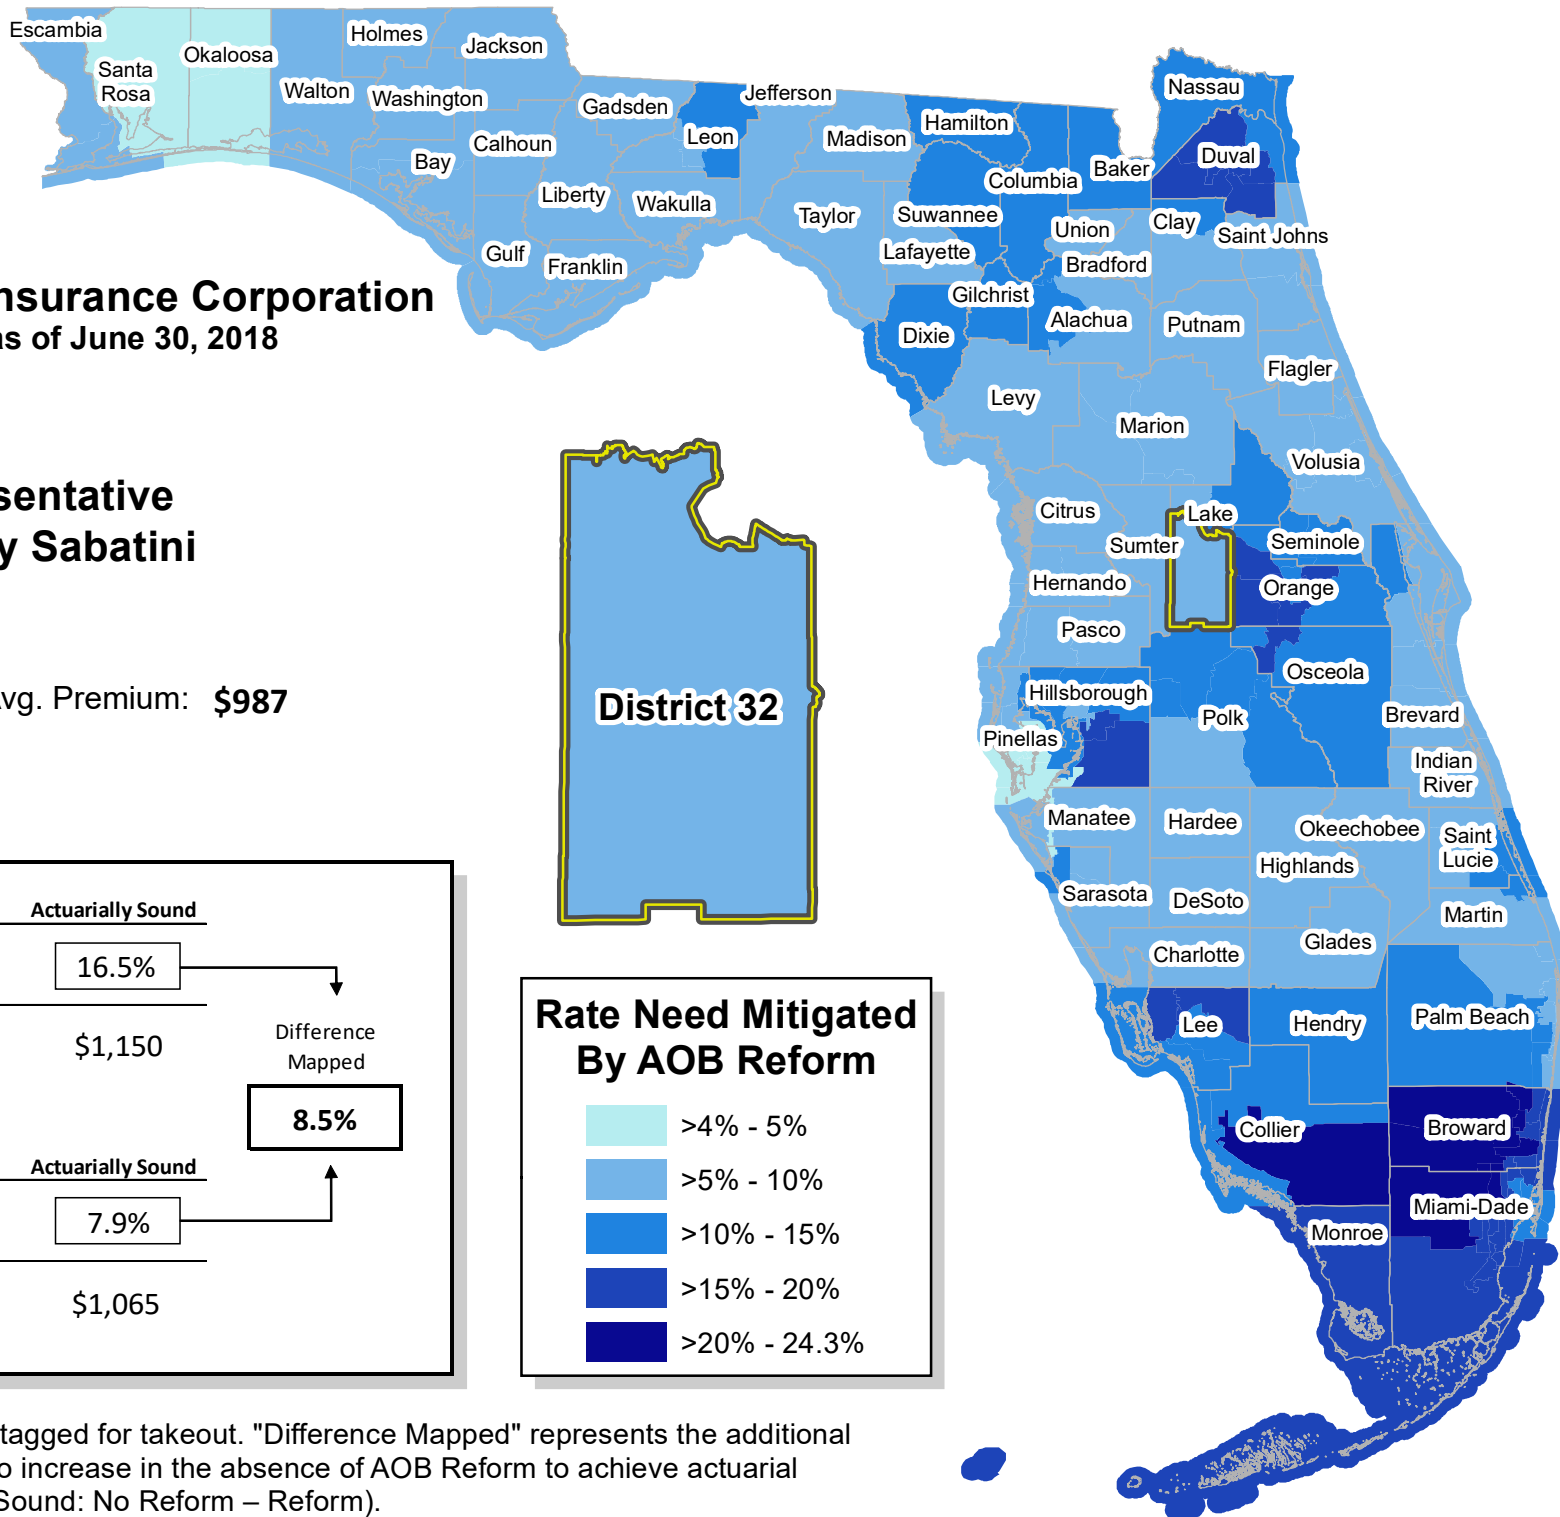 Escambia
Santa
Rosa
Okaloosa
Holmes
Jackson
Walton
Washington
Bay
Calhoun
Gulf
Liberty
Franklin
Gadsden
Leon
Wakulla
Jefferson
Madison
Taylor
Hamilton
Suwannee
Lafayette
Columbia
Baker
Nassau
Duval
Union
Clay
Saint Johns
Bradford
Gilchrist
Dixie
Alachua
Putnam
Flagler
Levy
Marion
Volusia
Citrus
Lake
Sumter
Seminole
Hernando
Orange
Pasco
Osceola
Hillsborough
Polk
Pinellas
Brevard
Indian
River
Manatee
Hardee
Okeechobee
Saint
Lucie
Highlands
Sarasota
DeSoto
Martin
Charlotte
Glades
Lee
Hendry
Palm Beach
Collier
Broward
Miami-Dade
Monroe
nsurance Corporation
as of June 30, 2018
sentative
y Sabatini
vg. Premium: $987
District 32
Actuarially Sound
16.5%
$1,150
Difference
Mapped
8.5%
Actuarially Sound
7.9%
$1,065
Rate Need Mitigated
By AOB Reform
>4% - 5%
>5% - 10%
>10% - 15%
>15% - 20%
>20% - 24.3%
tagged for takeout. "Difference Mapped" represents the additional
o increase in the absence of AOB Reform to achieve actuarial
Sound: No Reform – Reform).